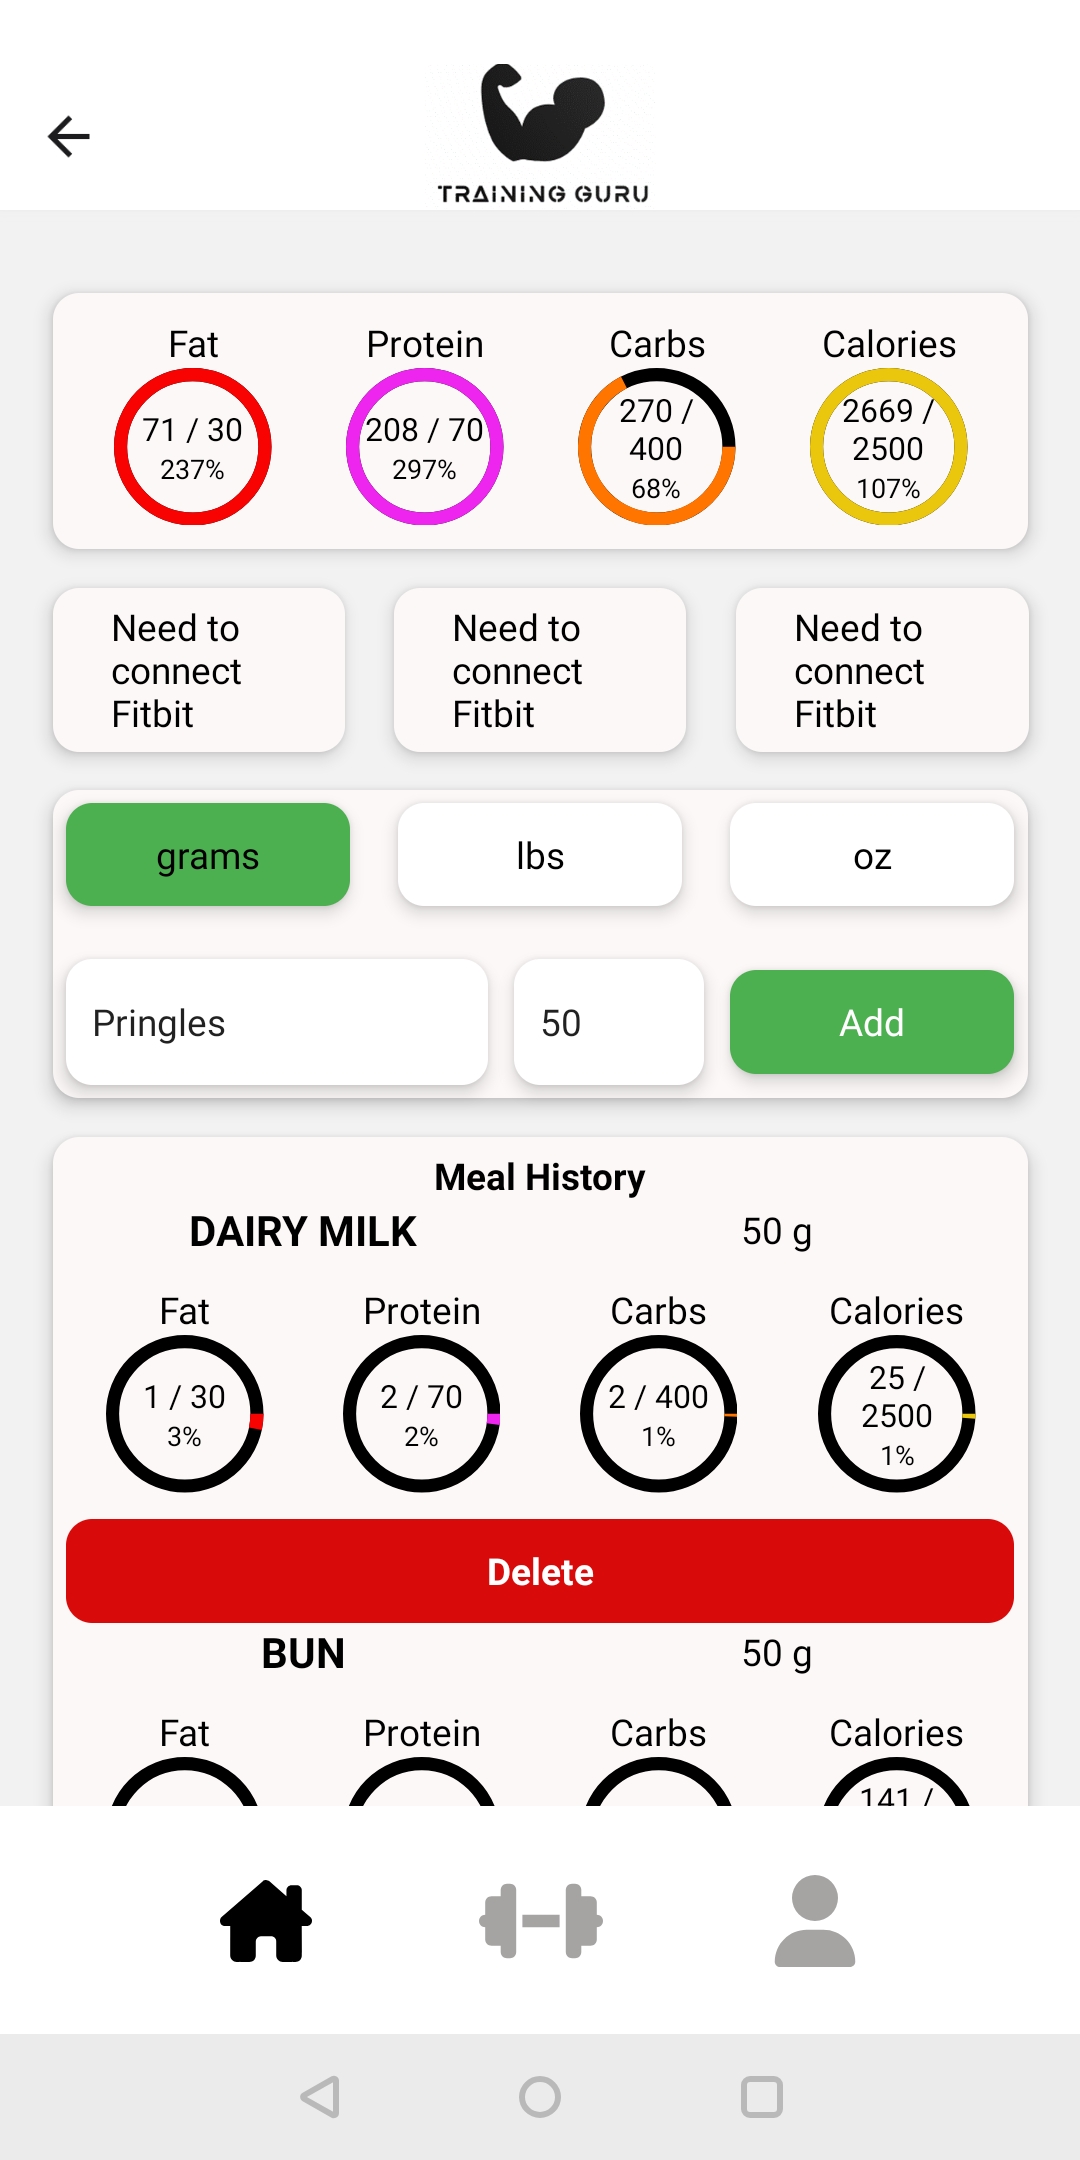 TRAINING GURU
Fat
Protein
Carbs
Calories
71 / 30
237%
208 / 70
297%
270 /
400
68%
2669 /
2500
107%
Need to
connect
Fitbit
Need to
connect
Fitbit
Need to
connect
Fitbit
grams
lbs
oz
Pringles
50
Add
Meal History
DAIRY MILK
50 g
Fat
Protein
Carbs
Calories
1 / 30
3%
2 / 70
2%
2 / 400
1%
25 /
2500
1%
Delete
BUN
50 g
Fat
Protein
Carbs
Calories
141 /